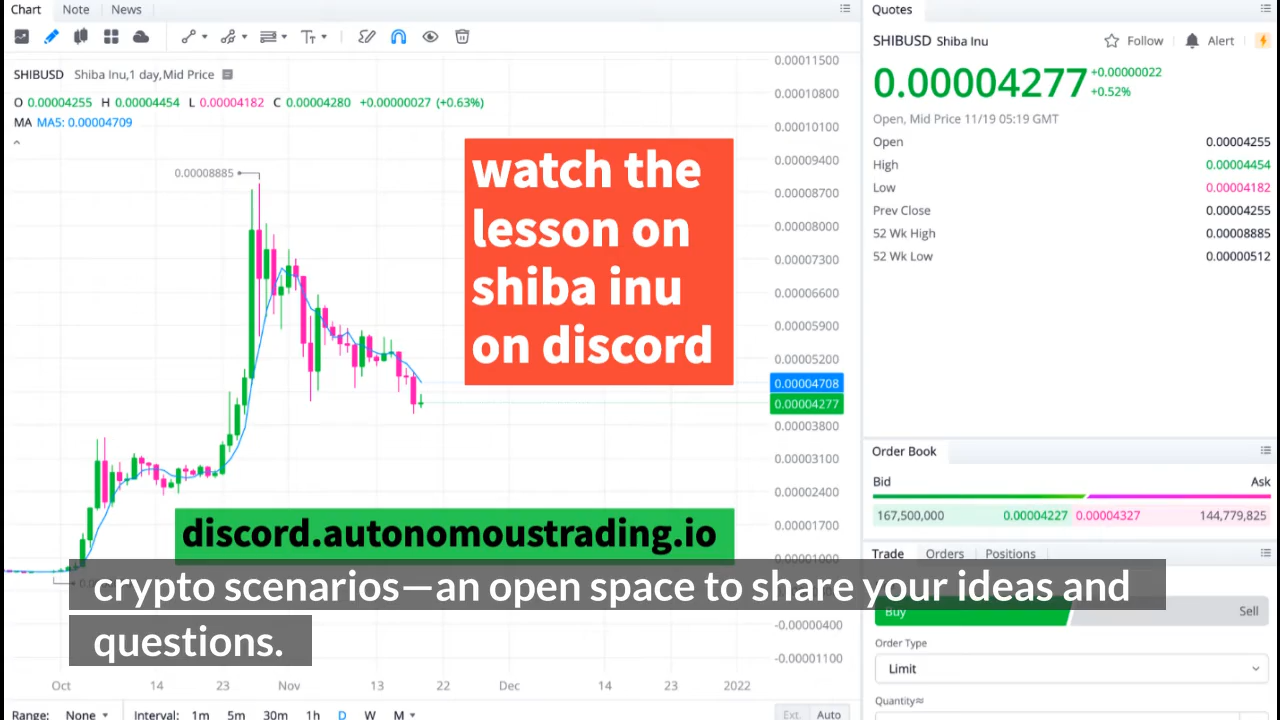 Chart Note News
Quotes
SHIBUSD Shiba Inu
Follow Alert
0.00004277
+0.00000022
+0.52%
Open, Mid Price 11/19 05:19 GMT
Open 0.00004255
High 0.00004454
Low 0.00004182
Prev Close 0.00004255
52 Wk High 0.00008885
52 Wk Low 0.00000512
SHIBUSD Shiba Inu,1 day,Mid Price
O 0.00004255 H 0.00004454 L 0.00004182 C 0.00004280 +0.00000027 (+0.63%)
MA MA5: 0.00004709
0.00008885
watch the
lesson on
shiba inu
on discord
0.00011500
0.00010800
0.00010100
0.00009400
0.00008700
0.00008000
0.00007300
0.00006600
0.00005900
0.00005200
0.00004708
0.00004277
0.00003800
0.00003100
0.00002400
0.00001700
0.00001000
-0.00000400
-0.00001100
discord.autonomoustrading.io
crypto scenarios—an open space to share your ideas and
questions.
Oct 14 23 Nov 13 22 Dec 14 23 2022
Range: None Interval: 1m 5m 30m 1h D W M Ext. Auto
Order Book
Bid Ask
167,500,000 0.00004227 0.00004327 144,779,825
Trade Orders Positions
Buy Sell
Order Type
Limit
Quantity≈